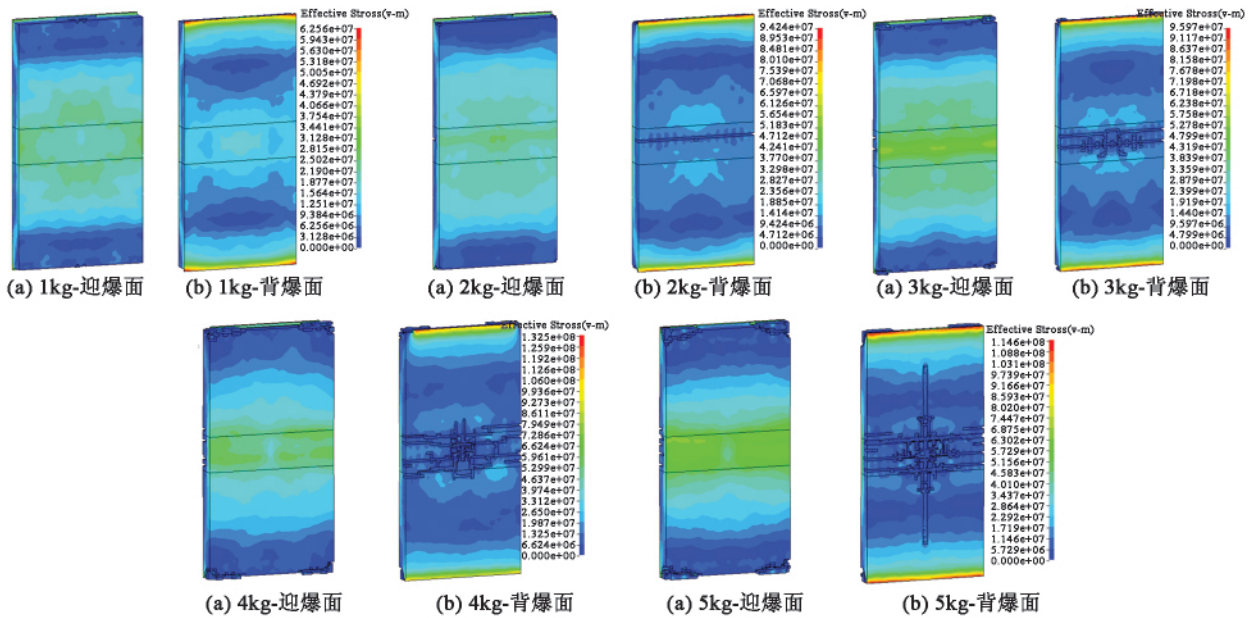 Effective Stross(v-m)
6.256e+07
5.943e+07
5.630e+07
5.318e+07
5.005e+07
4.692e+07
4.379e+07
4.066e+07
3.754e+07
3.441e+07
3.128e+07
2.815e+07
2.502e+07
2.190e+07
1.877e+07
1.564e+07
1.251e+07
9.384e+06
6.256e+06
3.128e+06
0.000e+00
Effective Stross(v-m)
9.424e+07
8.953e+07
8.481e+07
8.010e+07
7.539e+07
7.068e+07
6.597e+07
6.126e+07
5.654e+07
5.183e+07
4.712e+07
4.241e+07
3.770e+07
3.298e+07
2.827e+07
2.356e+07
1.885e+07
1.414e+07
9.424e+06
4.712e+06
0.000e+00
Effective Stross(v-m)
9.597e+07
9.117e+07
8.637e+07
8.158e+07
7.678e+07
7.198e+07
6.718e+07
6.238e+07
5.758e+07
5.278e+07
4.799e+07
4.319e+07
3.839e+07
3.359e+07
2.879e+07
2.399e+07
1.919e+07
1.440e+07
9.597e+06
4.799e+06
0.000e+00
(a) 1kg-迎爆面
(b) 1kg-背爆面
(a) 2kg-迎爆面
(b) 2kg-背爆面
(a) 3kg-迎爆面
(b) 3kg-背爆面
Effective Stross(v-m)
1.325e+08
1.258e+08
1.192e+08
1.126e+08
1.060e+08
9.936e+07
9.273e+07
8.611e+07
7.949e+07
7.286e+07
6.624e+07
5.961e+07
5.299e+07
4.637e+07
3.974e+07
3.312e+07
2.650e+07
1.987e+07
1.325e+07
6.624e+06
0.000e+00
Effective Stross(v-m)
1.146e+08
1.088e+08
1.031e+08
9.739e+07
9.166e+07
8.593e+07
8.020e+07
7.447e+07
6.875e+07
6.302e+07
5.729e+07
5.156e+07
4.583e+07
4.010e+07
3.437e+07
2.864e+07
2.292e+07
1.719e+07
1.146e+07
5.729e+06
0.000e+00
(a) 4kg-迎爆面
(b) 4kg-背爆面
(a) 5kg-迎爆面
(b) 5kg-背爆面